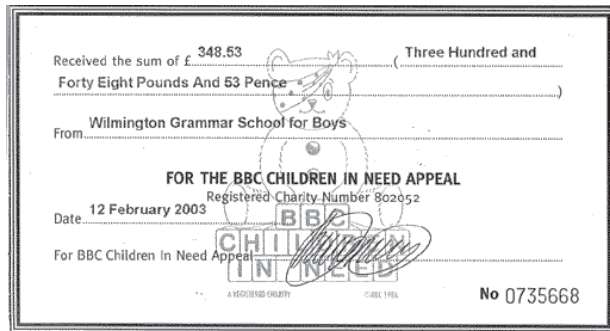 Received the sum of £ 348.53 ( Three Hundred and
Forty Eight Pounds And 53 Pence )
From Wilmington Grammar School for Boys
FOR THE BBC CHILDREN IN NEED APPEAL
Registered Charity Number 802052
Date 12 February 2003
BBC
CHILDREN
For BBC Children In Need Appeal
IN NEED
A REGISTERED CHARITY ©BBC 1986
No 0735668